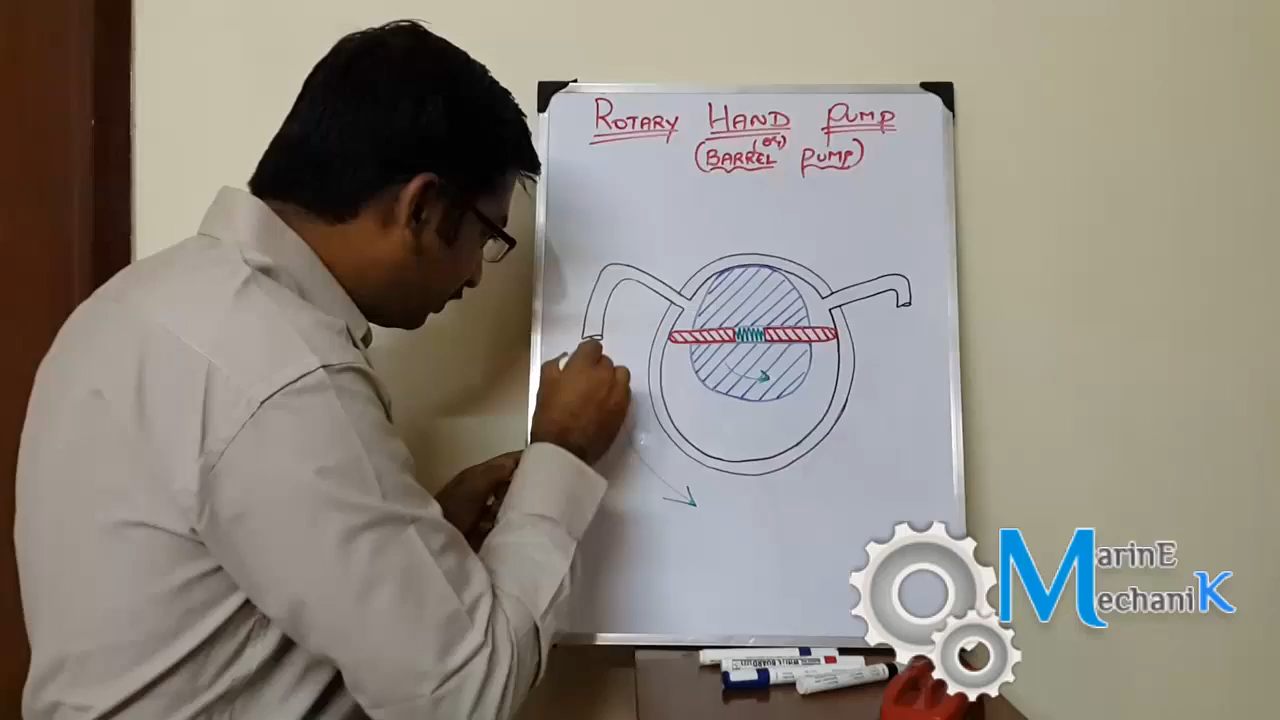 ROTARY HAND PUMP
(or)
(BARREL PUMP)
MarinE
MechaniK